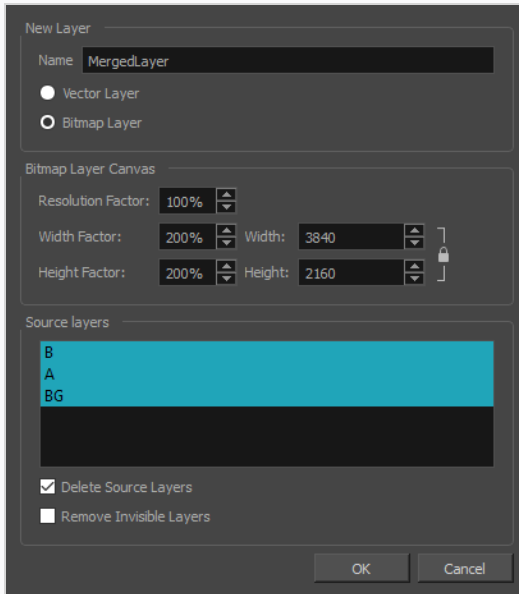 New Layer
Name MergedLayer
Vector Layer
Bitmap Layer
Bitmap Layer Canvas
Resolution Factor: 100%
Width Factor: 200% Width: 3840
Height Factor: 200% Height: 2160
Source layers
B
A
BG
Delete Source Layers
Remove Invisible Layers
OK Cancel